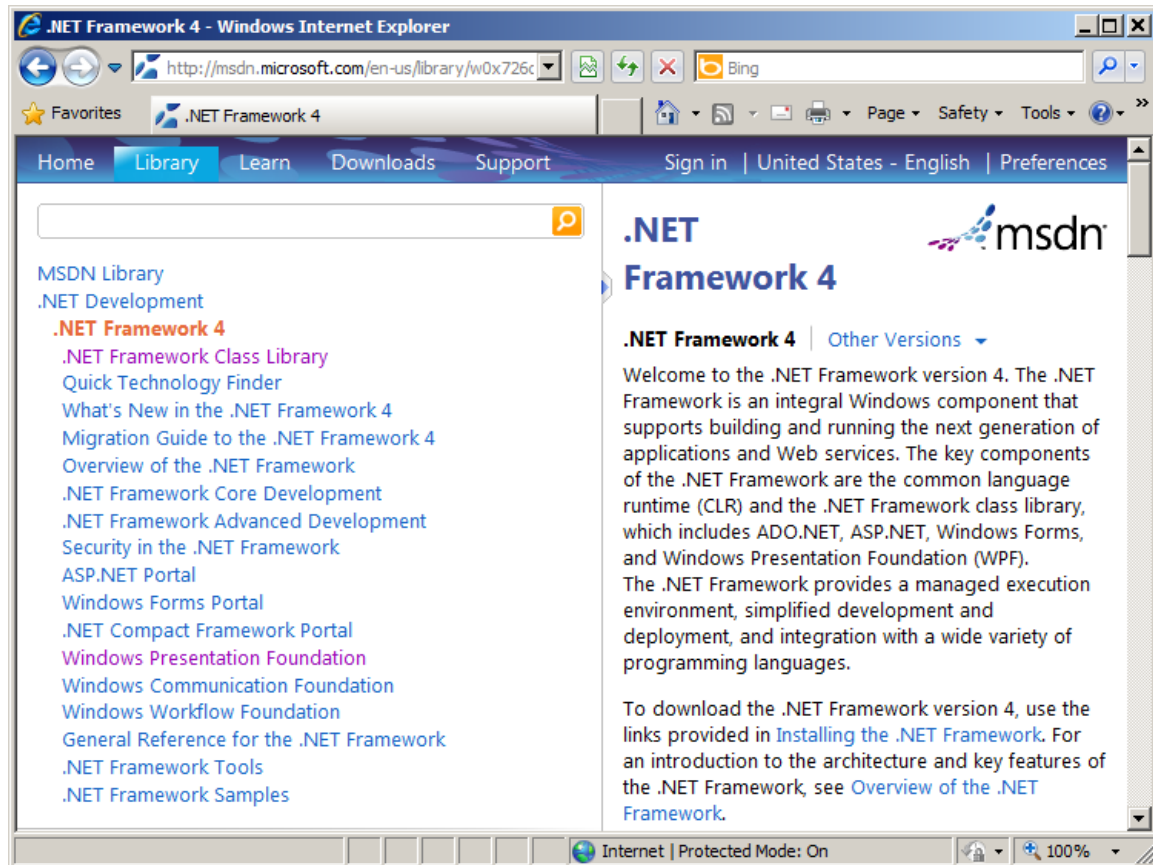 .NET Framework 4 - Windows Internet Explorer
http://msdn.microsoft.com/en-us/library/w0x726c
Bing
Favorites
.NET Framework 4
Page
Safety
Tools
Home Library Learn Downloads Support Sign in | United States - English | Preferences
MSDN Library
.NET Development
.NET Framework 4
.NET Framework Class Library
Quick Technology Finder
What's New in the .NET Framework 4
Migration Guide to the .NET Framework 4
Overview of the .NET Framework
.NET Framework Core Development
.NET Framework Advanced Development
Security in the .NET Framework
ASP.NET Portal
Windows Forms Portal
.NET Compact Framework Portal
Windows Presentation Foundation
Windows Communication Foundation
Windows Workflow Foundation
General Reference for the .NET Framework
.NET Framework Tools
.NET Framework Samples
.NET
Framework 4
msdn
.NET Framework 4 | Other Versions
Welcome to the .NET Framework version 4. The .NET
Framework is an integral Windows component that
supports building and running the next generation of
applications and Web services. The key components
of the .NET Framework are the common language
runtime (CLR) and the .NET Framework class library,
which includes ADO.NET, ASP.NET, Windows Forms,
and Windows Presentation Foundation (WPF).
The .NET Framework provides a managed execution
environment, simplified development and
deployment, and integration with a wide variety of
programming languages.
To download the .NET Framework version 4, use the
links provided in Installing the .NET Framework. For
an introduction to the architecture and key features of
the .NET Framework, see Overview of the .NET
Framework.
Internet | Protected Mode: On
100%